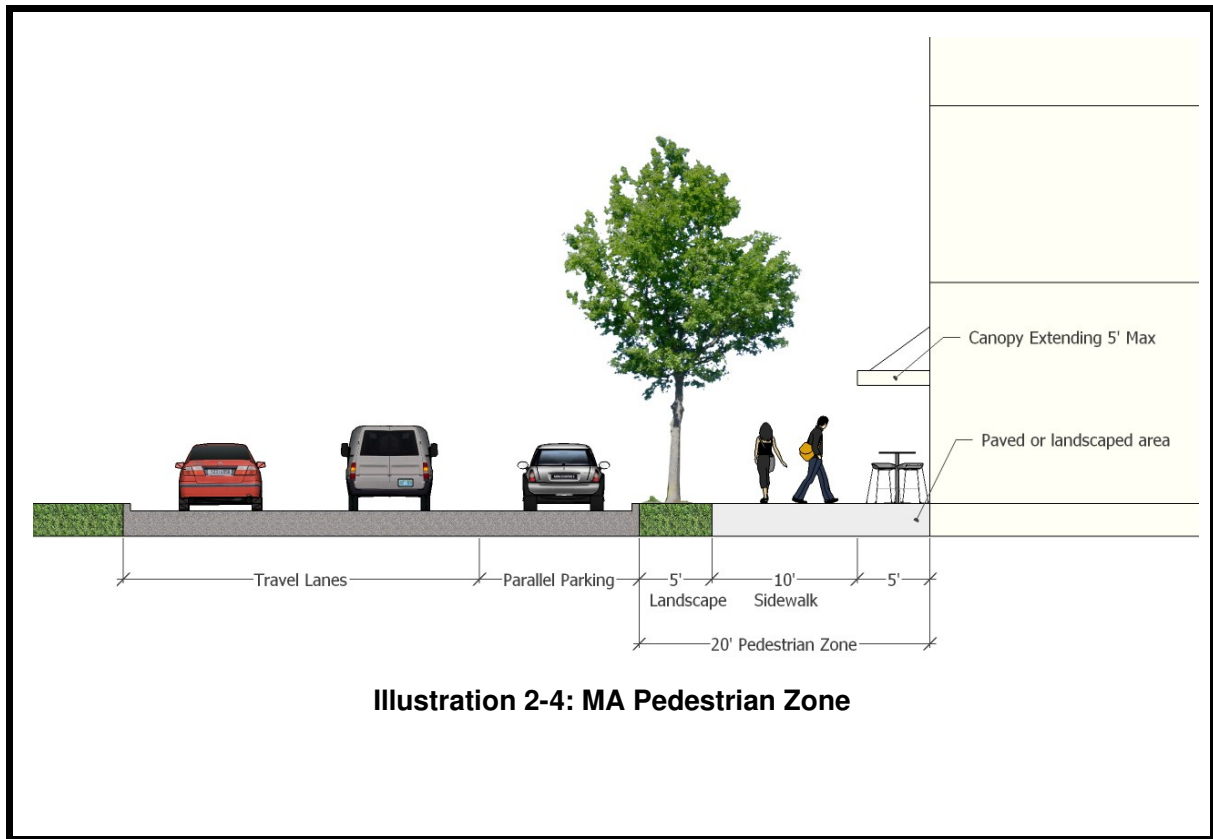 Canopy Extending 5' Max
Paved or landscaped area
Travel Lanes
Parallel Parking
5'
10'
5'
Landscape
Sidewalk
20' Pedestrian Zone
Illustration 2-4: MA Pedestrian Zone